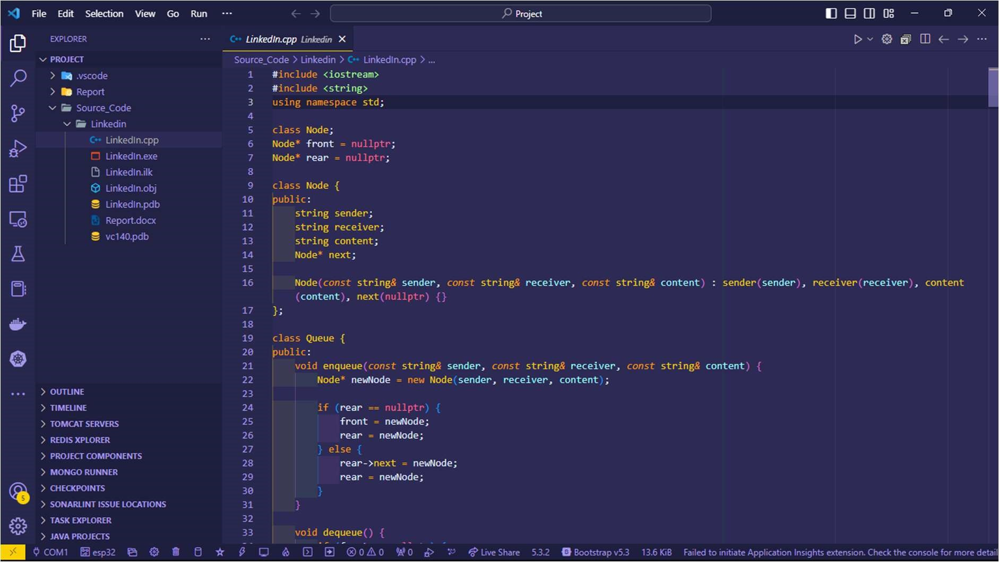 File Edit Selection View Go Run ···
Project
EXPLORER ···
PROJECT
.vscode
Report
Source_Code
Linkedin
LinkedIn.cpp
LinkedIn.exe
LinkedIn.ilk
LinkedIn.obj
LinkedIn.pdb
Report.docx
vc140.pdb
OUTLINE
TIMELINE
TOMCAT SERVERS
REDIS XPLORER
PROJECT COMPONENTS
MONGO RUNNER
CHECKPOINTS
SONARLINT ISSUE LOCATIONS
TASK EXPLORER
JAVA PROJECTS
5
C++ LinkedIn.cpp Linkedin
Source_Code > Linkedin > C++ LinkedIn.cpp > ...
1 #include <iostream>
2 #include <string>
3 using namespace std;
4
5 class Node;
6 Node* front = nullptr;
7 Node* rear = nullptr;
8
9 class Node {
10 public:
11 string sender;
12 string receiver;
13 string content;
14 Node* next;
15
16 Node(const string& sender, const string& receiver, const string& content) : sender(sender), receiver(receiver), content
(content), next(nullptr) {}
17 };
18
19 class Queue {
20 public:
21 void enqueue(const string& sender, const string& receiver, const string& content) {
22 Node* newNode = new Node(sender, receiver, content);
23
24 if (rear == nullptr) {
25 front = newNode;
26 rear = newNode;
27 } else {
28 rear->next = newNode;
29 rear = newNode;
30 }
31 }
32
33 void dequeue() {
COM1 esp32 0 0 0 Live Share 5.3.2 Bootstrap v5.3 13.6 KiB Failed to initiate Application Insights extension. Check the console for more detail